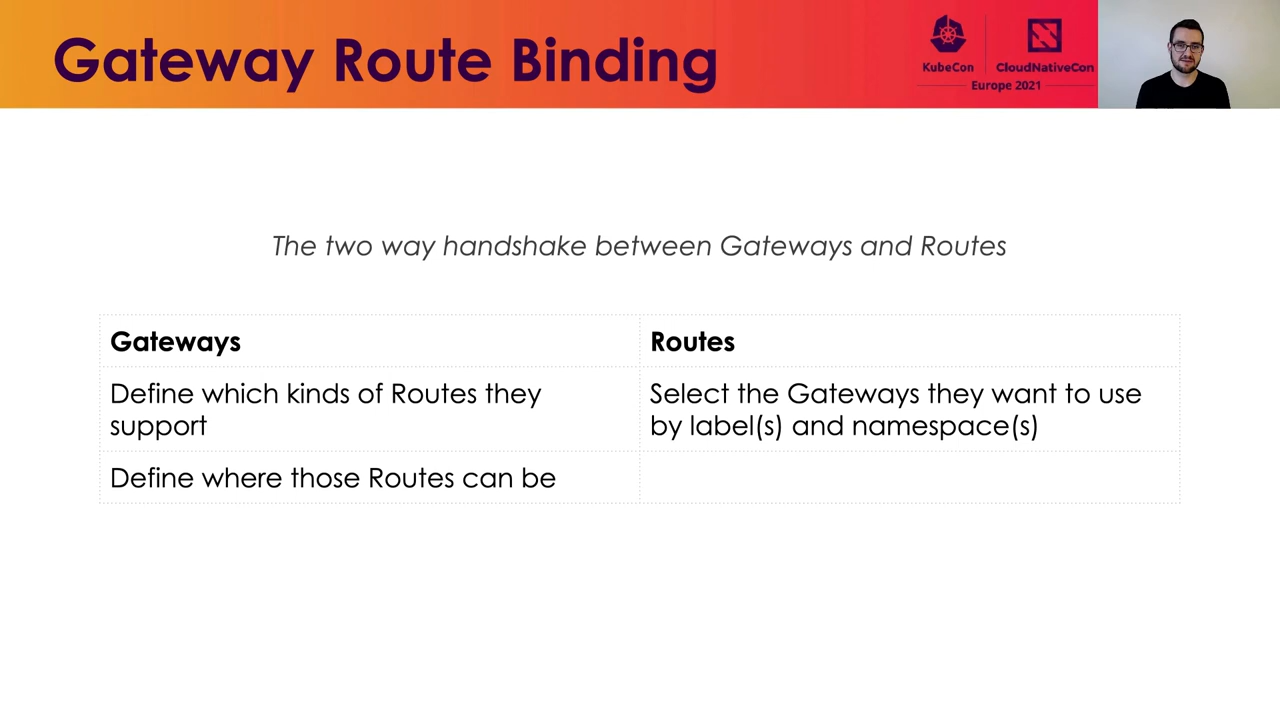 Gateway Route Binding
KubeCon
CloudNativeCon
Europe 2021
The two way handshake between Gateways and Routes
Gateways
Routes
Define which kinds of Routes they
support
Select the Gateways they want to use
by label(s) and namespace(s)
Define where those Routes can be